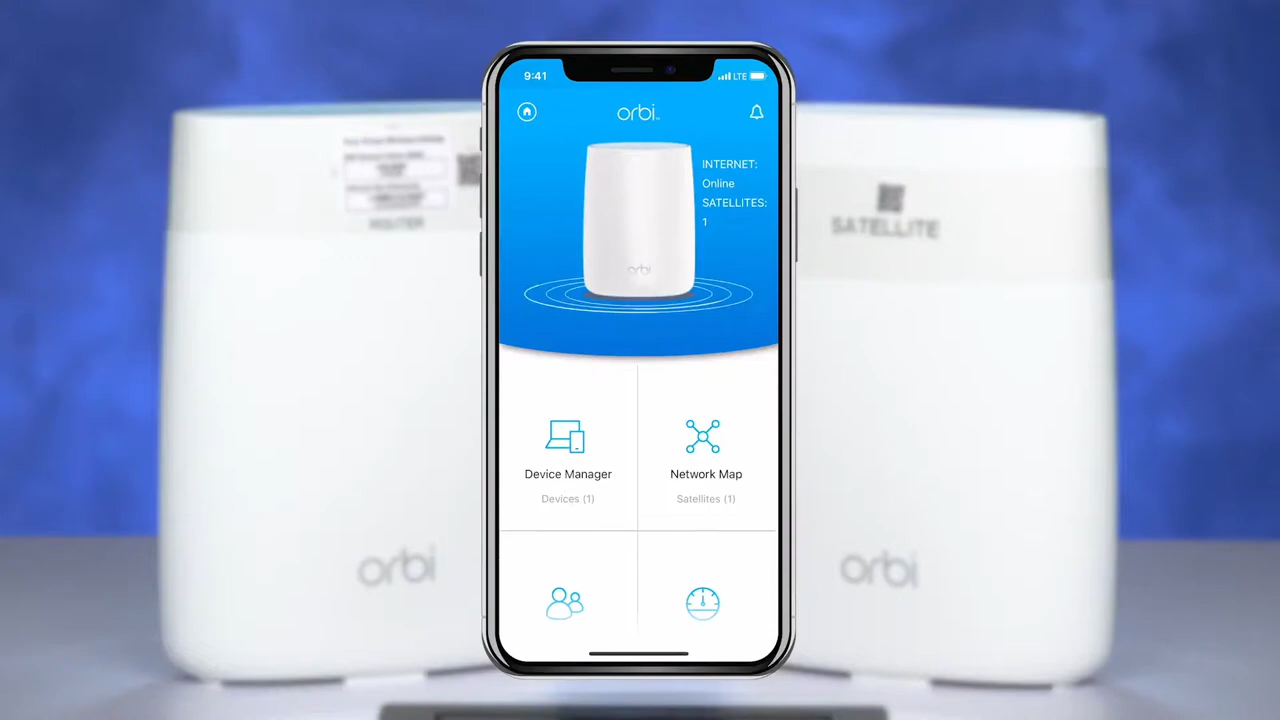 9:41
LTE
orbi
INTERNET:
Online
SATELLITES:
1
orbi
Device Manager
Devices (1)
Network Map
Satellites (1)
ROUTER
SATELLITE
orbi
orbi